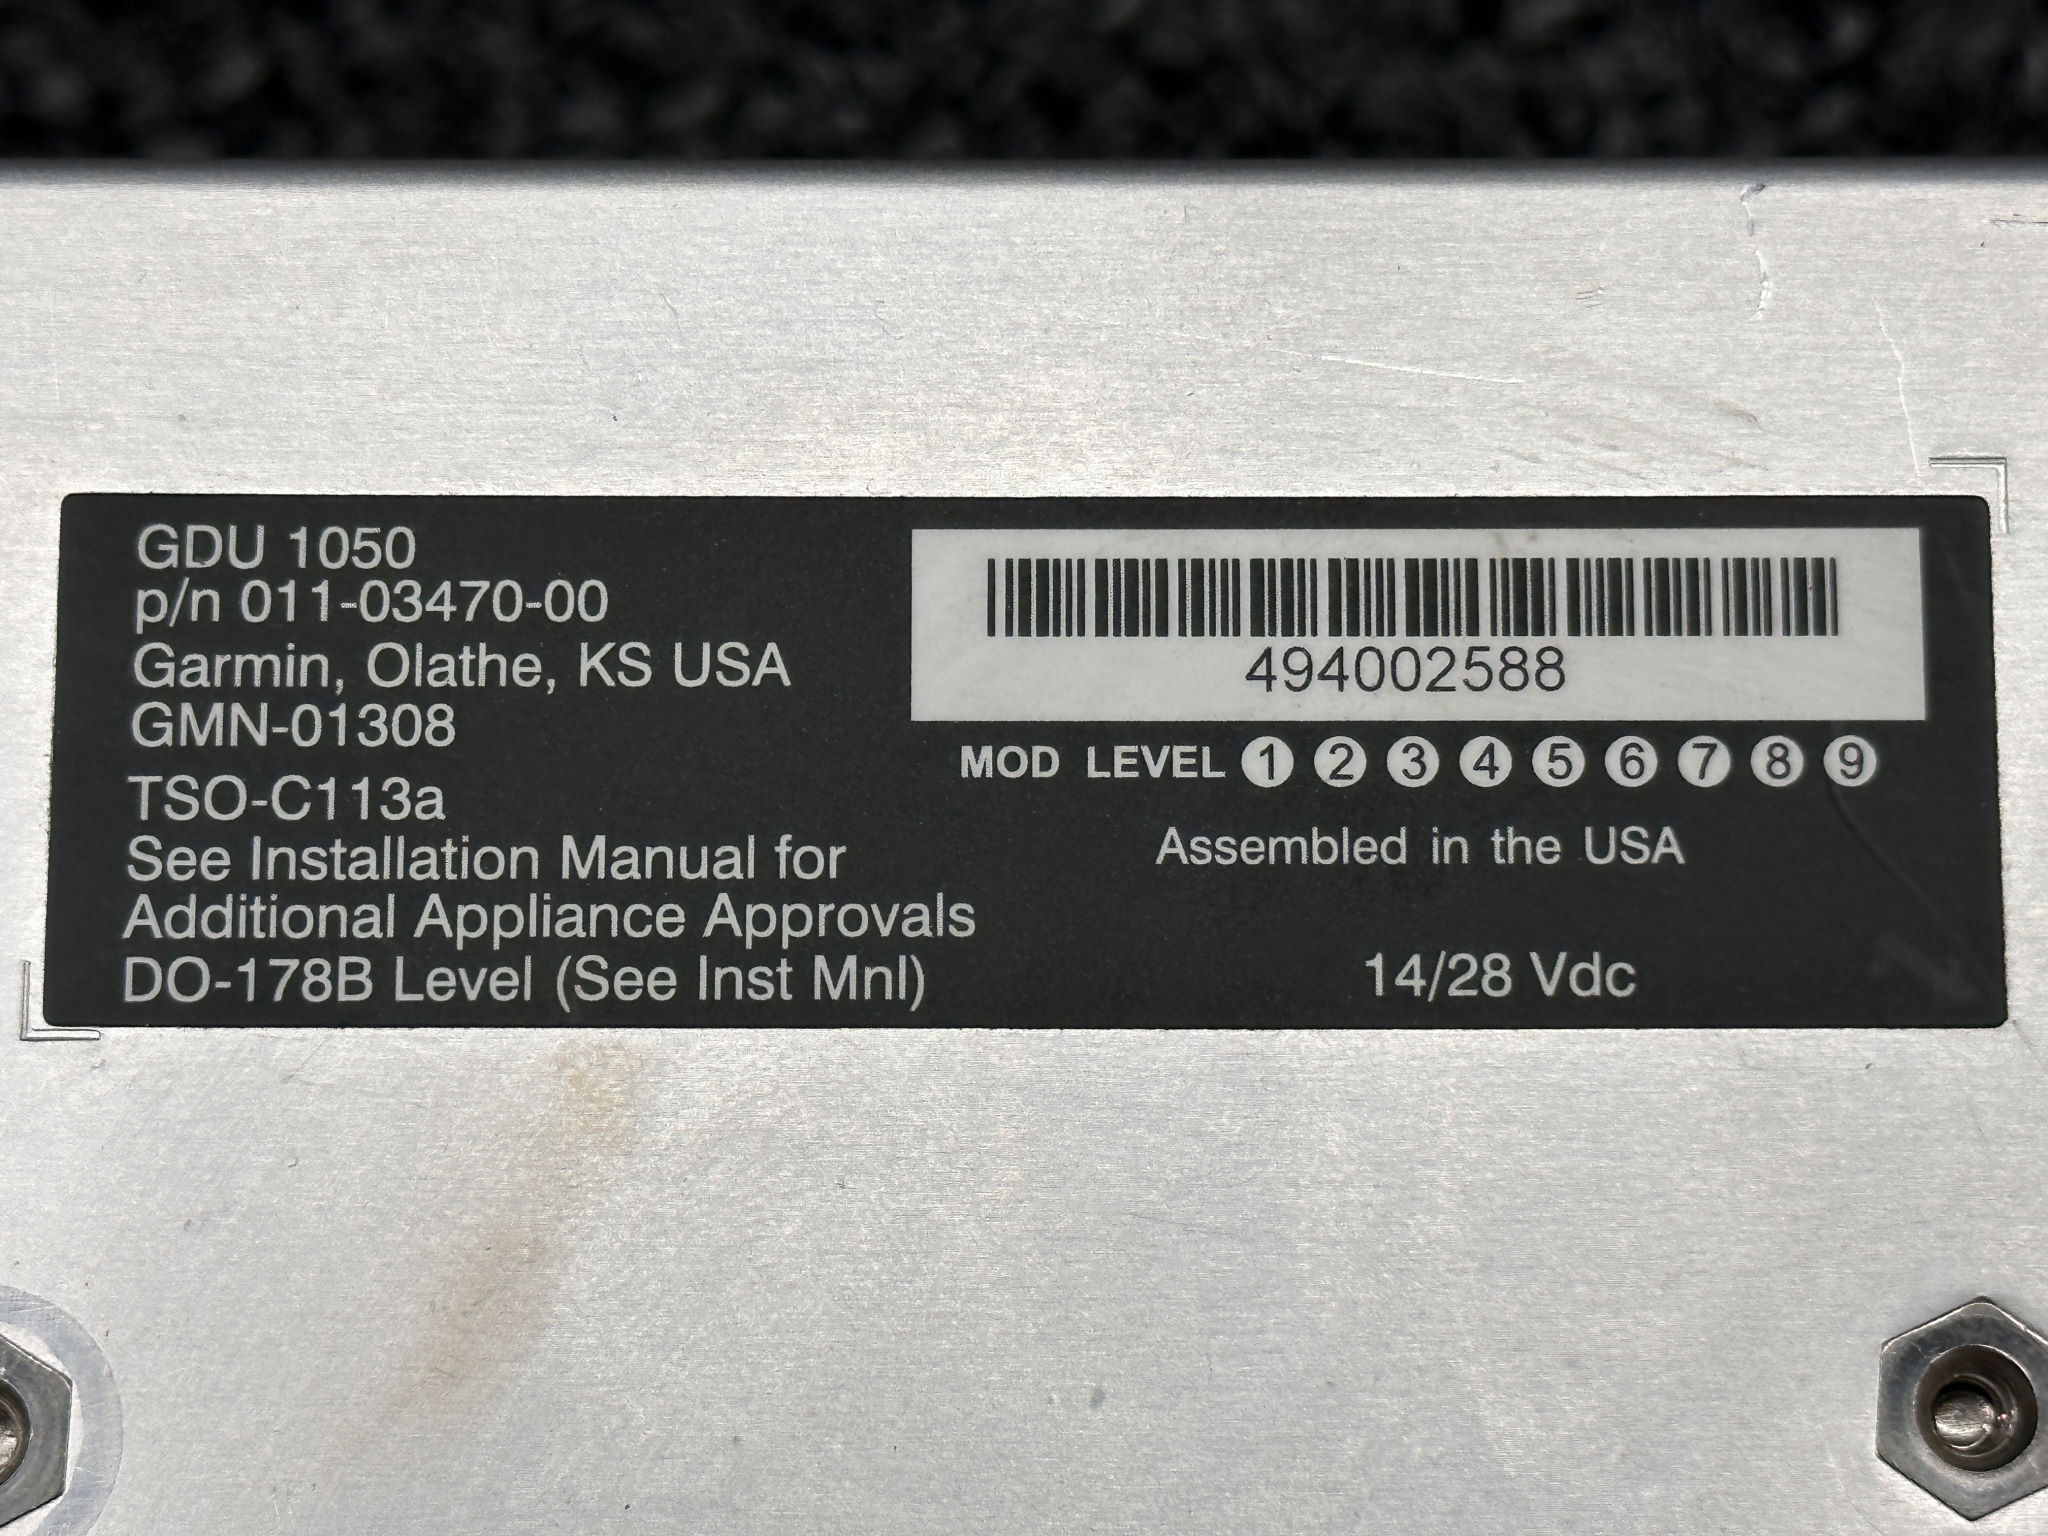 GDU 1050
p/n 011-03470-00
Garmin, Olathe, KS USA
GMN-01308
TSO-C113a
See Installation Manual for
Additional Appliance Approvals
DO-178B Level (See Inst Mnl)
494002588
MOD LEVEL 1 2 3 4 5 6 7 8 9
Assembled in the USA
14/28 Vdc